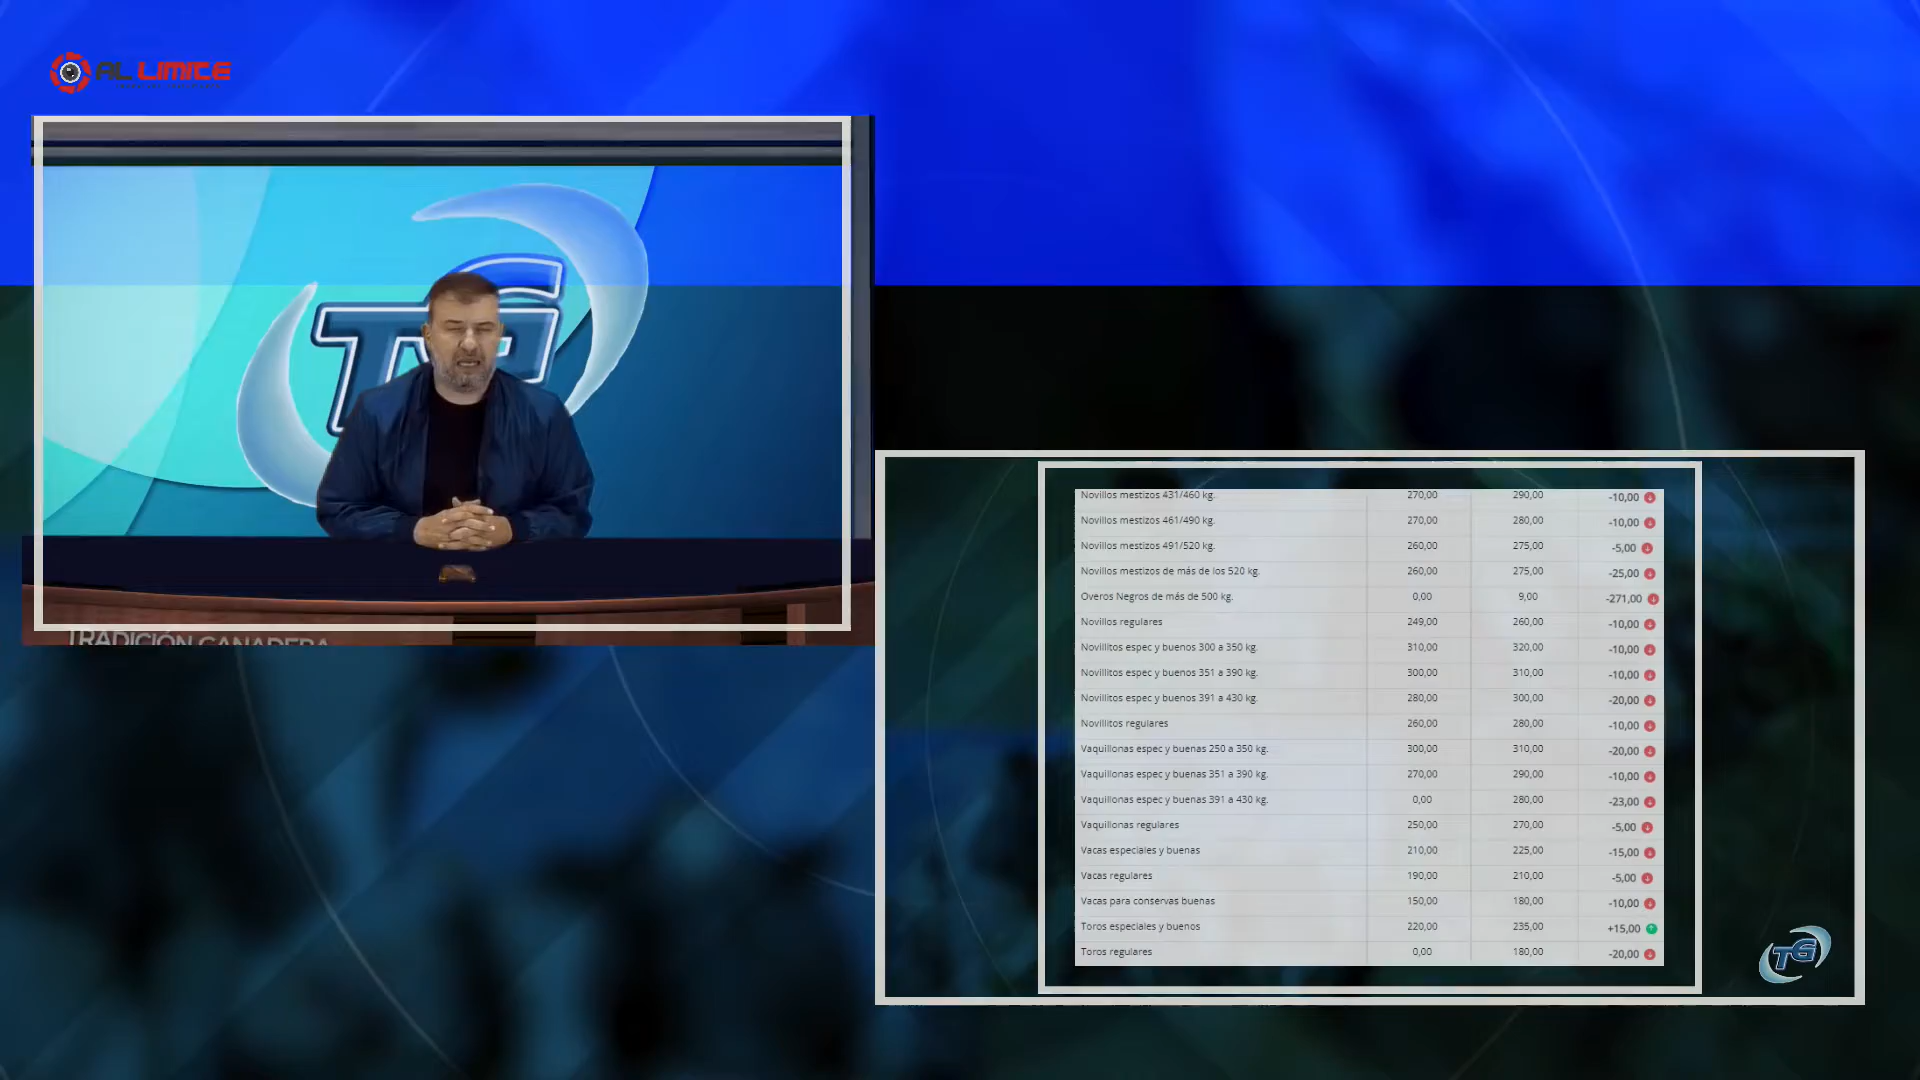 AL LIMITE
TG
TRADICIÓN GANADERA
Novillos mestizos 431/460 kg. 270,00 290,00 -10,00
Novillos mestizos 461/490 kg. 270,00 280,00 -10,00
Novillos mestizos 491/520 kg. 260,00 275,00 -5,00
Novillos mestizos de más de los 520 kg. 260,00 275,00 -25,00
Overos Negros de más de 500 kg. 0,00 9,00 -271,00
Novillos regulares 249,00 260,00 -10,00
Novillitos espec y buenos 300 a 350 kg. 310,00 320,00 -10,00
Novillitos espec y buenos 351 a 390 kg. 300,00 310,00 -10,00
Novillitos espec y buenos 391 a 430 kg. 280,00 300,00 -20,00
Novillitos regulares 260,00 280,00 -10,00
Vaquillonas espec y buenas 250 a 350 kg. 300,00 310,00 -20,00
Vaquillonas espec y buenas 351 a 390 kg. 270,00 290,00 -10,00
Vaquillonas espec y buenas 391 a 430 kg. 0,00 280,00 -23,00
Vaquillonas regulares 250,00 270,00 -5,00
Vacas especiales y buenas 210,00 225,00 -15,00
Vacas regulares 190,00 210,00 -5,00
Vacas para conservas buenas 150,00 180,00 -10,00
Toros especiales y buenos 220,00 235,00 +15,00
Toros regulares 0,00 180,00 -20,00
TG